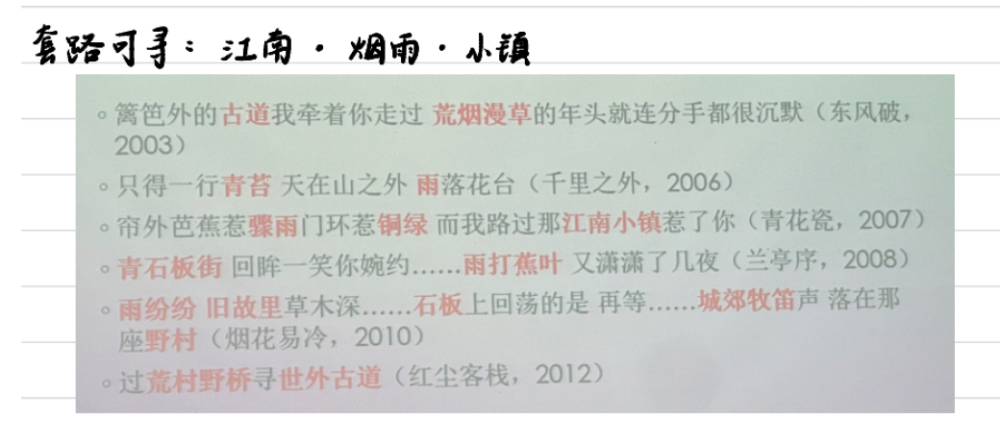 套路可寻：江南·烟雨·小镇
篱笆外的古道我牵着你走过 荒烟漫草的年头就连分手都很沉默（东风破，
2003）
只得一行青苔 天在山之外 雨落花台（千里之外，2006）
帘外芭蕉惹骤雨门环惹铜绿 而我路过那江南小镇惹了你（青花瓷，2007）
青石板街 回眸一笑你婉约……雨打蕉叶 又潇潇了几夜（兰亭序，2008）
雨纷纷 旧故里草木深……石板上回荡的是 再等……城郊牧笛声 落在那
座野村（烟花易冷，2010）
过荒村野桥寻世外古道（红尘客栈，2012）